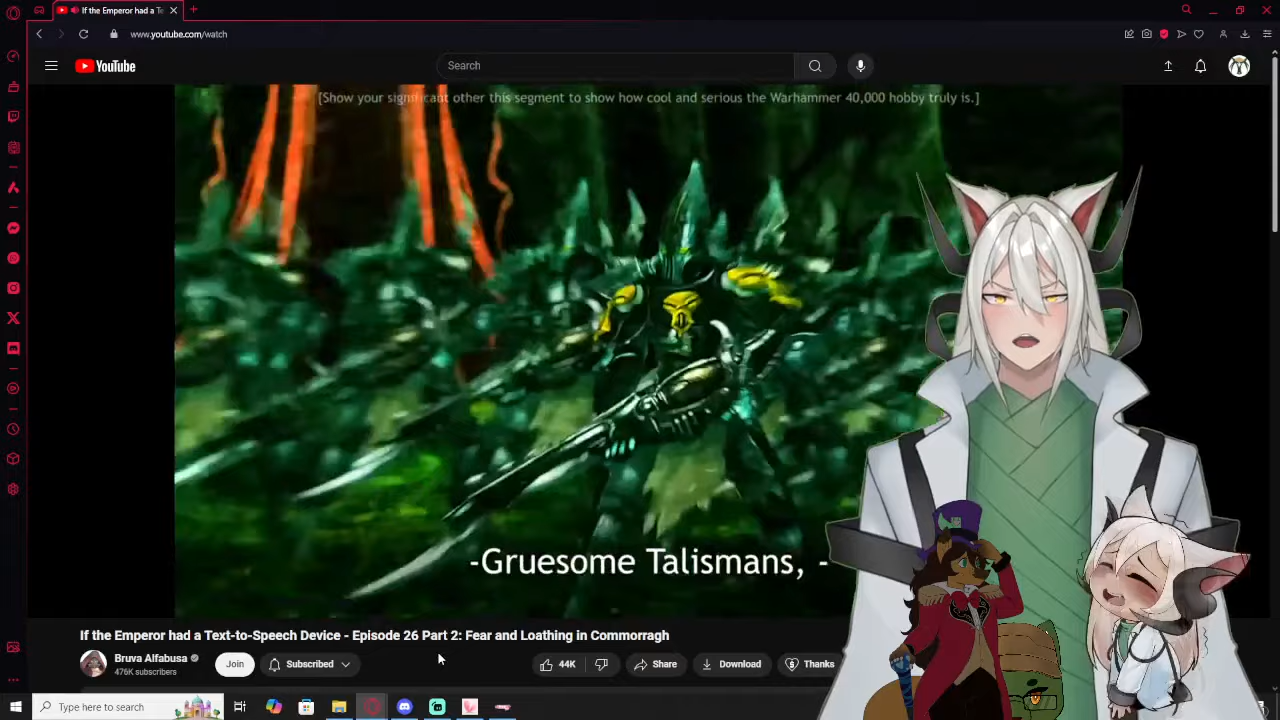 If the Emperor had a Te
www.youtube.com/watch
YouTube
Search
[Show your significant other this segment to show how cool and serious the Warhammer 40,000 hobby truly is.]
-Gruesome Talismans, -
If the Emperor had a Text-to-Speech Device - Episode 26 Part 2: Fear and Loathing in Commorragh
Bruva Alfabusa
476K subscribers
Join
Subscribed
44K
Share
Download
Thanks
Type here to search